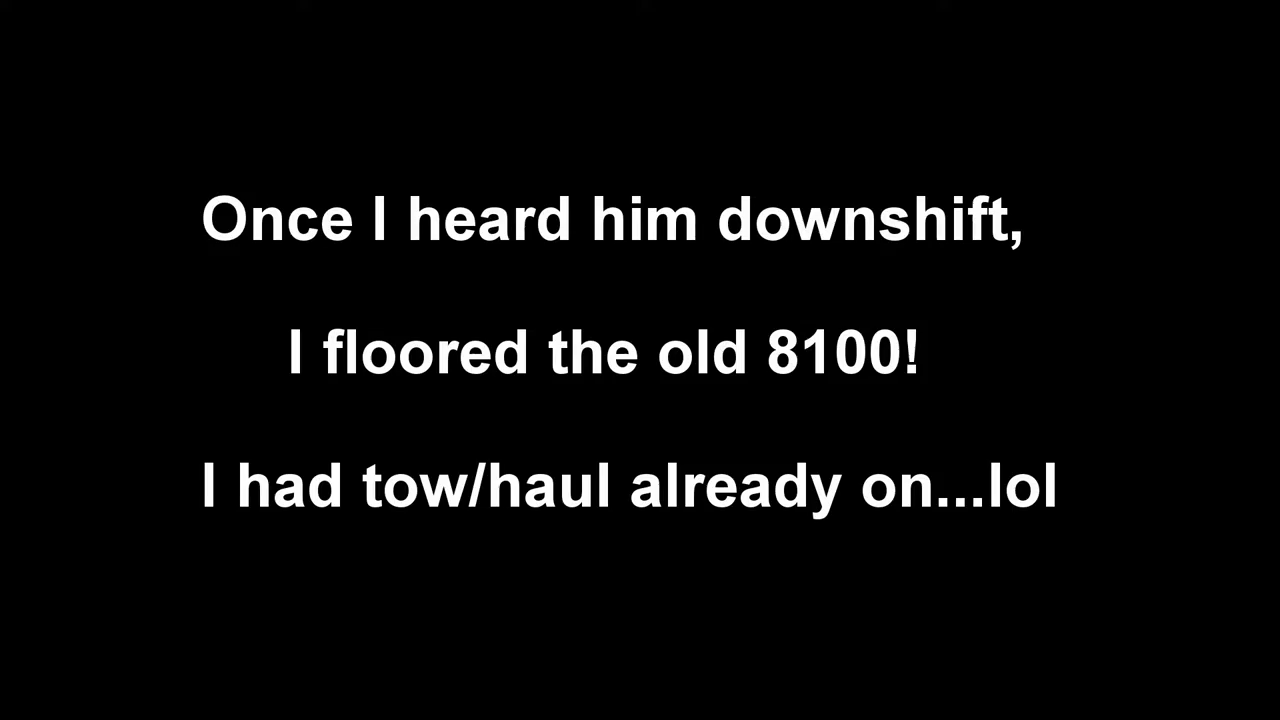 Once I heard him downshift,
I floored the old 8100!
I had tow/haul already on...lol